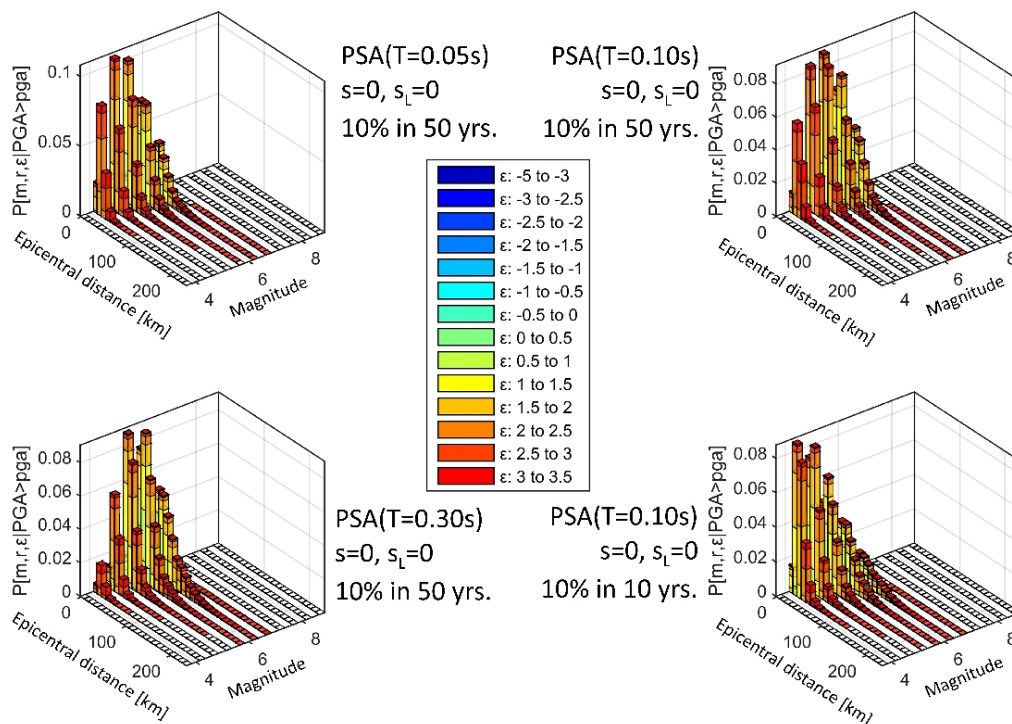 PSA(T=0.05s)
s=0, sL=0
10% in 50 yrs.
P[m,r,ε|PGA>pga]
0.1
0.05
0
0
100
200
Epicentral distance [km]
4
6
8
Magnitude
PSA(T=0.10s)
s=0, sL=0
10% in 50 yrs.
P[m,r,ε|PGA>pga]
0.08
0.06
0.04
0.02
0
0
100
200
Epicentral distance [km]
4
6
8
Magnitude
ε: -5 to -3
ε: -3 to -2.5
ε: -2.5 to -2
ε: -2 to -1.5
ε: -1.5 to -1
ε: -1 to -0.5
ε: -0.5 to 0
ε: 0 to 0.5
ε: 0.5 to 1
ε: 1 to 1.5
ε: 1.5 to 2
ε: 2 to 2.5
ε: 2.5 to 3
ε: 3 to 3.5
PSA(T=0.30s)
s=0, sL=0
10% in 50 yrs.
P[m,r,ε|PGA>pga]
0.08
0.06
0.04
0.02
0
0
100
200
Epicentral distance [km]
4
6
8
Magnitude
PSA(T=0.10s)
s=0, sL=0
10% in 10 yrs.
P[m,r,ε|PGA>pga]
0.08
0.06
0.04
0.02
0
0
100
200
Epicentral distance [km]
4
6
8
Magnitude